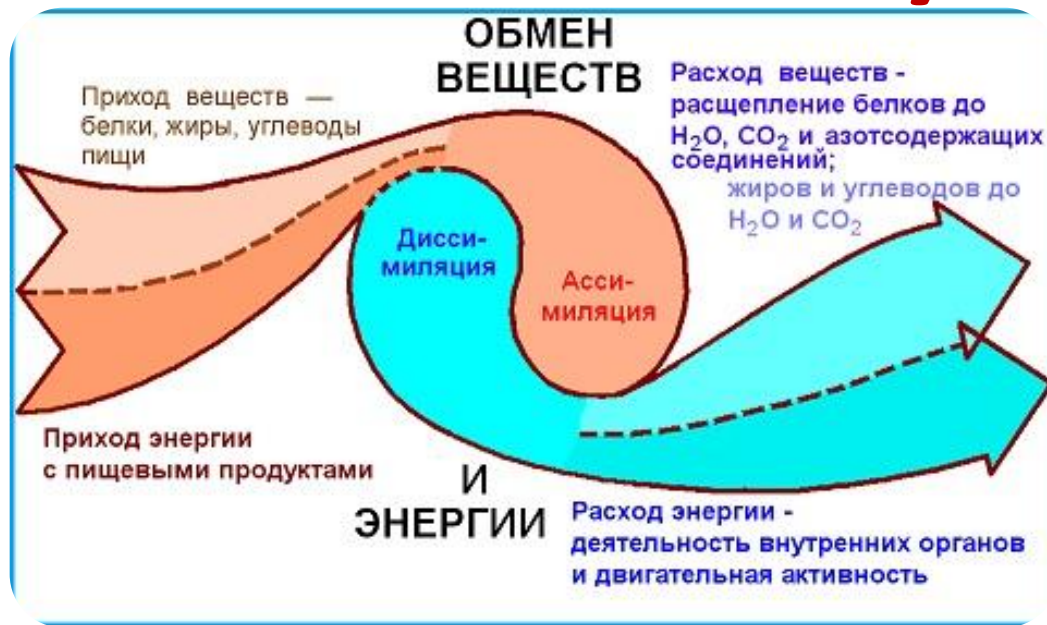 ОБМЕН
ВЕЩЕСТВ
Приход веществ —
белки, жиры, углеводы
пищи
Расход веществ -
расщепление белков до
H₂O, CO₂ и азотсодержащих
соединений;
жиров и углеводов до
H₂O и CO₂
Дисси-
миляция
Асси-
миляция
Приход энергии
с пищевыми продуктами
И
ЭНЕРГИИ
Расход энергии -
деятельность внутренних органов
и двигательная активность